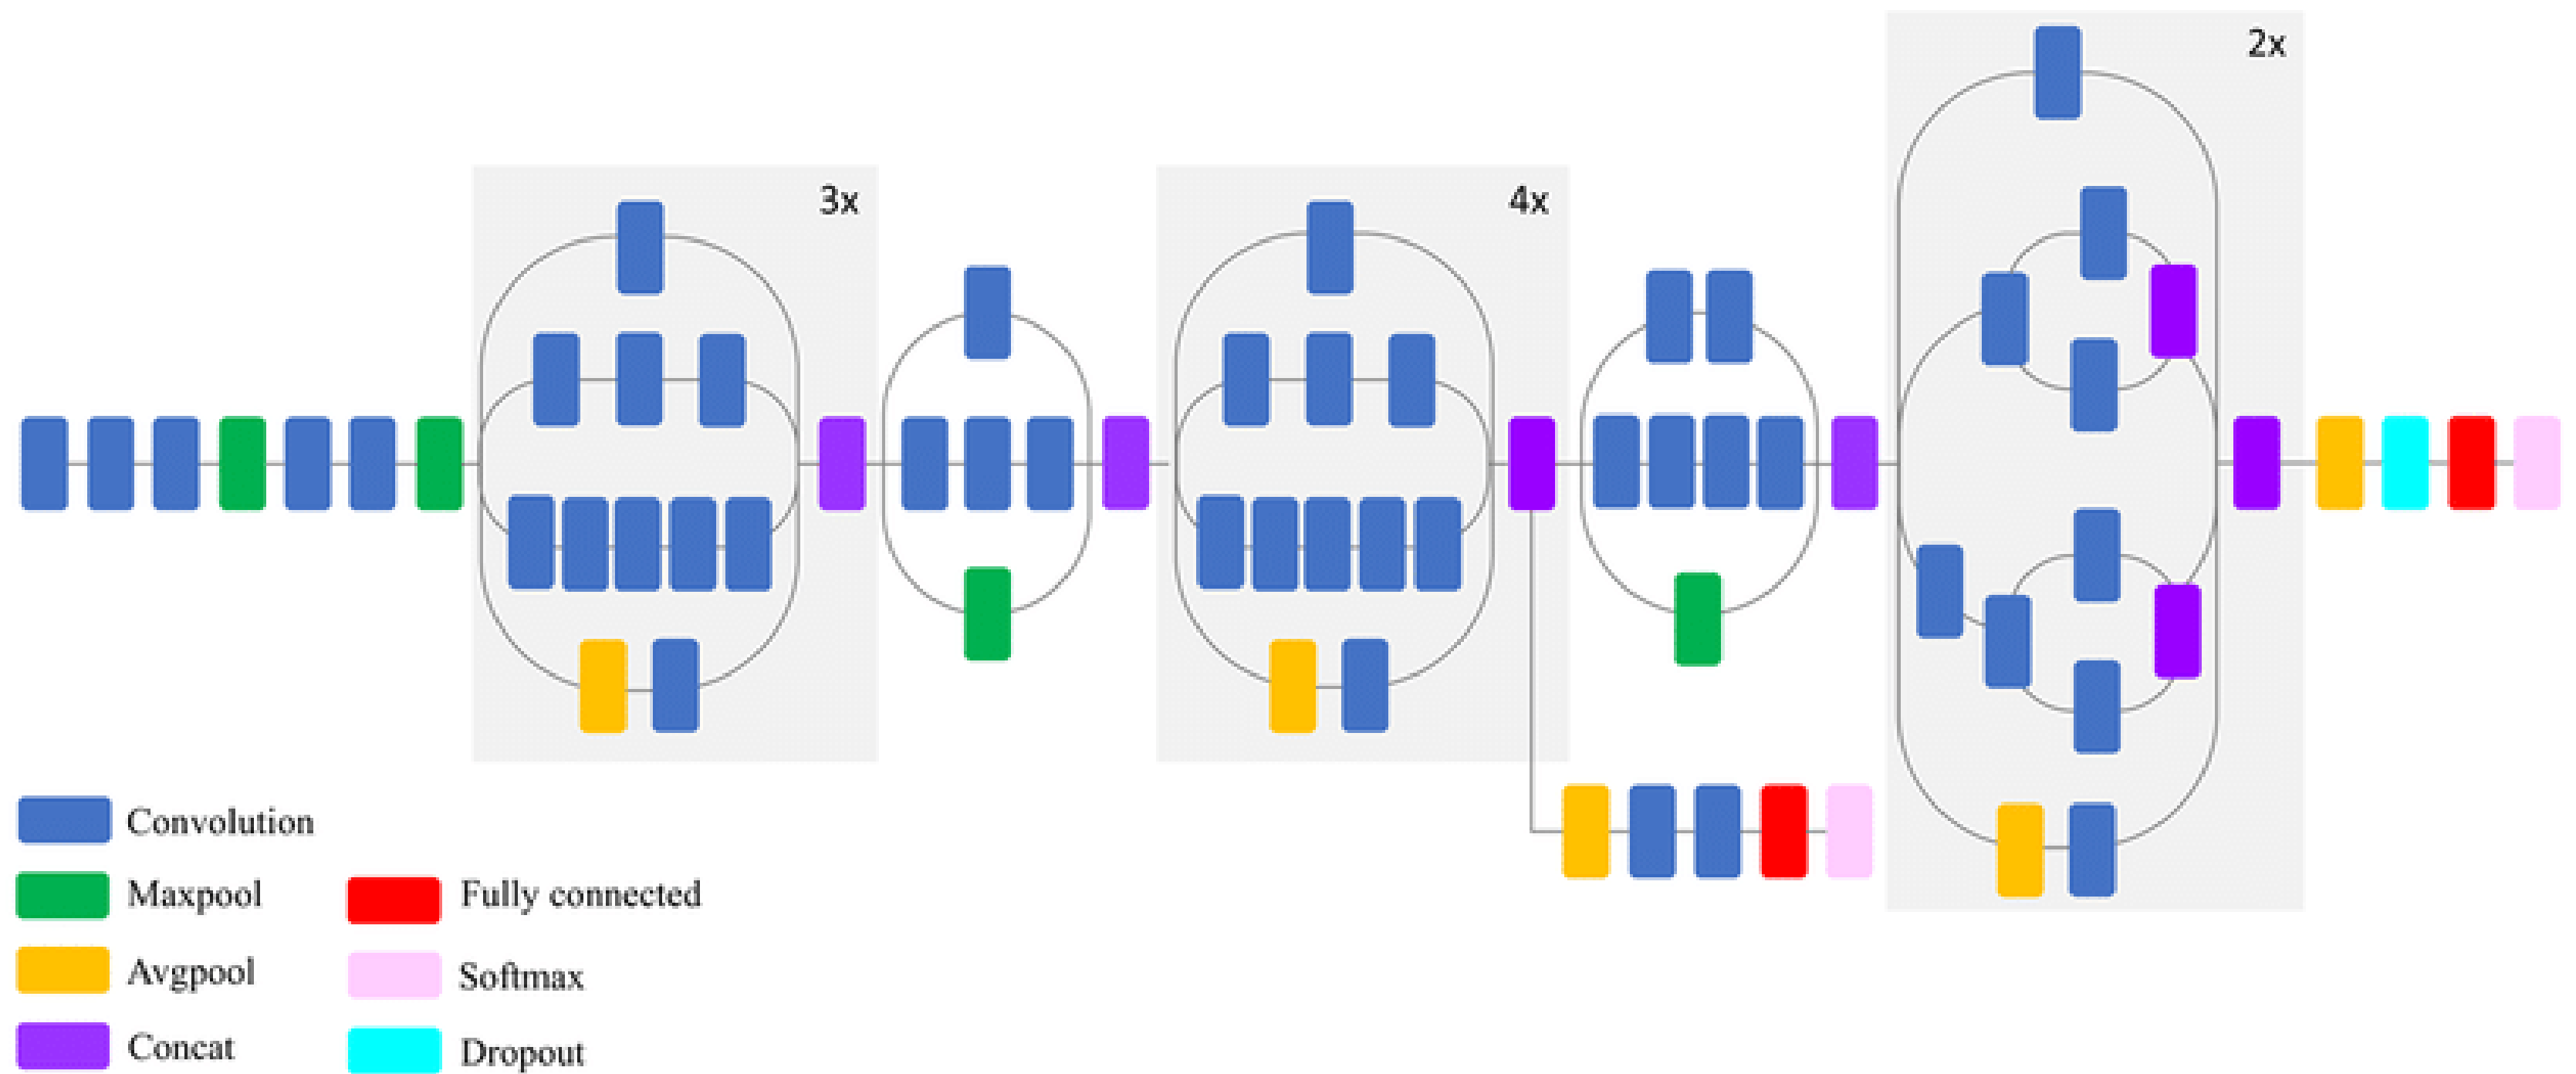 2x
3x
4x
Convolution
Maxpool
Fully connected
Avgpool
Softmax
Concat
Dropout